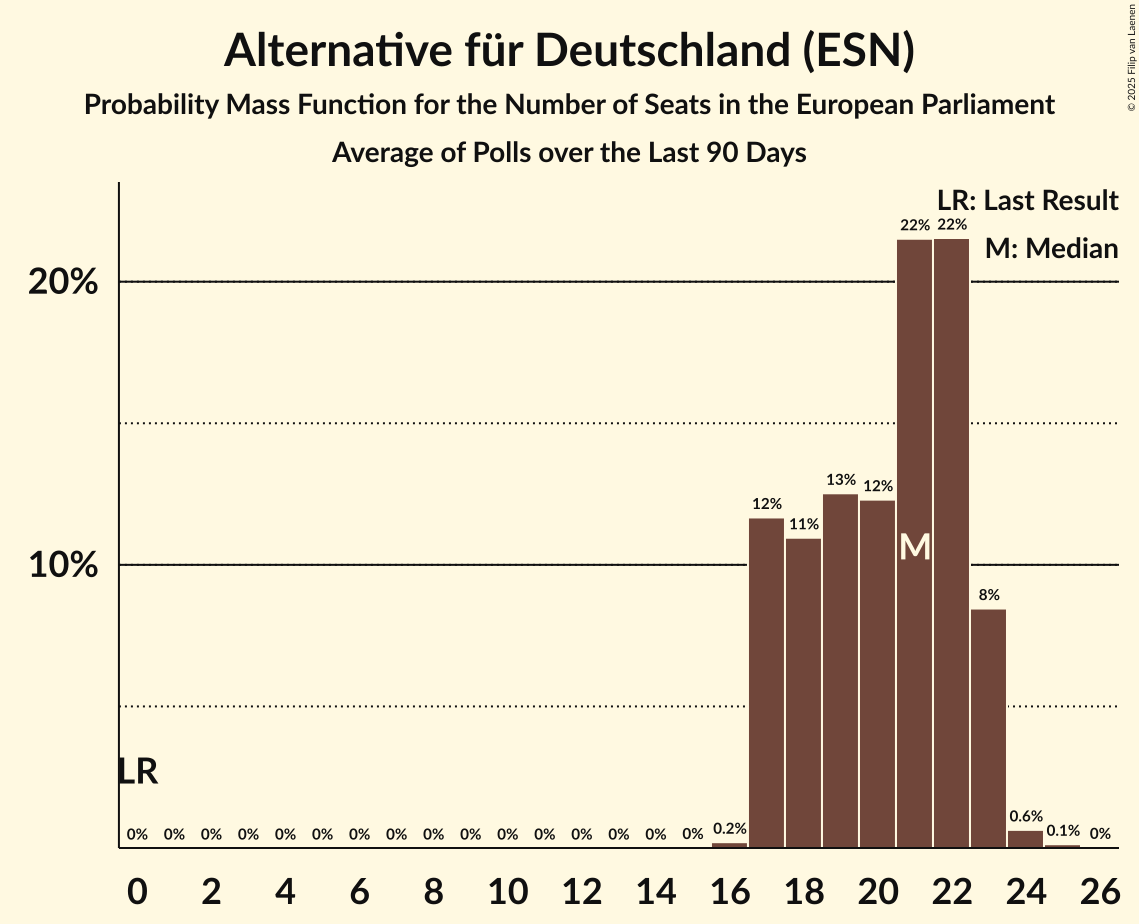 Alternative für Deutschland (ESN)
Probability Mass Function for the Number of Seats in the European Parliament
Average of Polls over the Last 90 Days
© 2025 Filip van Laenen
LR: Last Result
M: Median
20%
10%
22% 22%
13% 12%
12% 11%
M
8%
LR
0% 0% 0% 0% 0% 0% 0% 0% 0% 0% 0% 0% 0% 0% 0% 0% 0.2% 0.6% 0.1% 0%
0 2 4 6 8 10 12 14 16 18 20 22 24 26